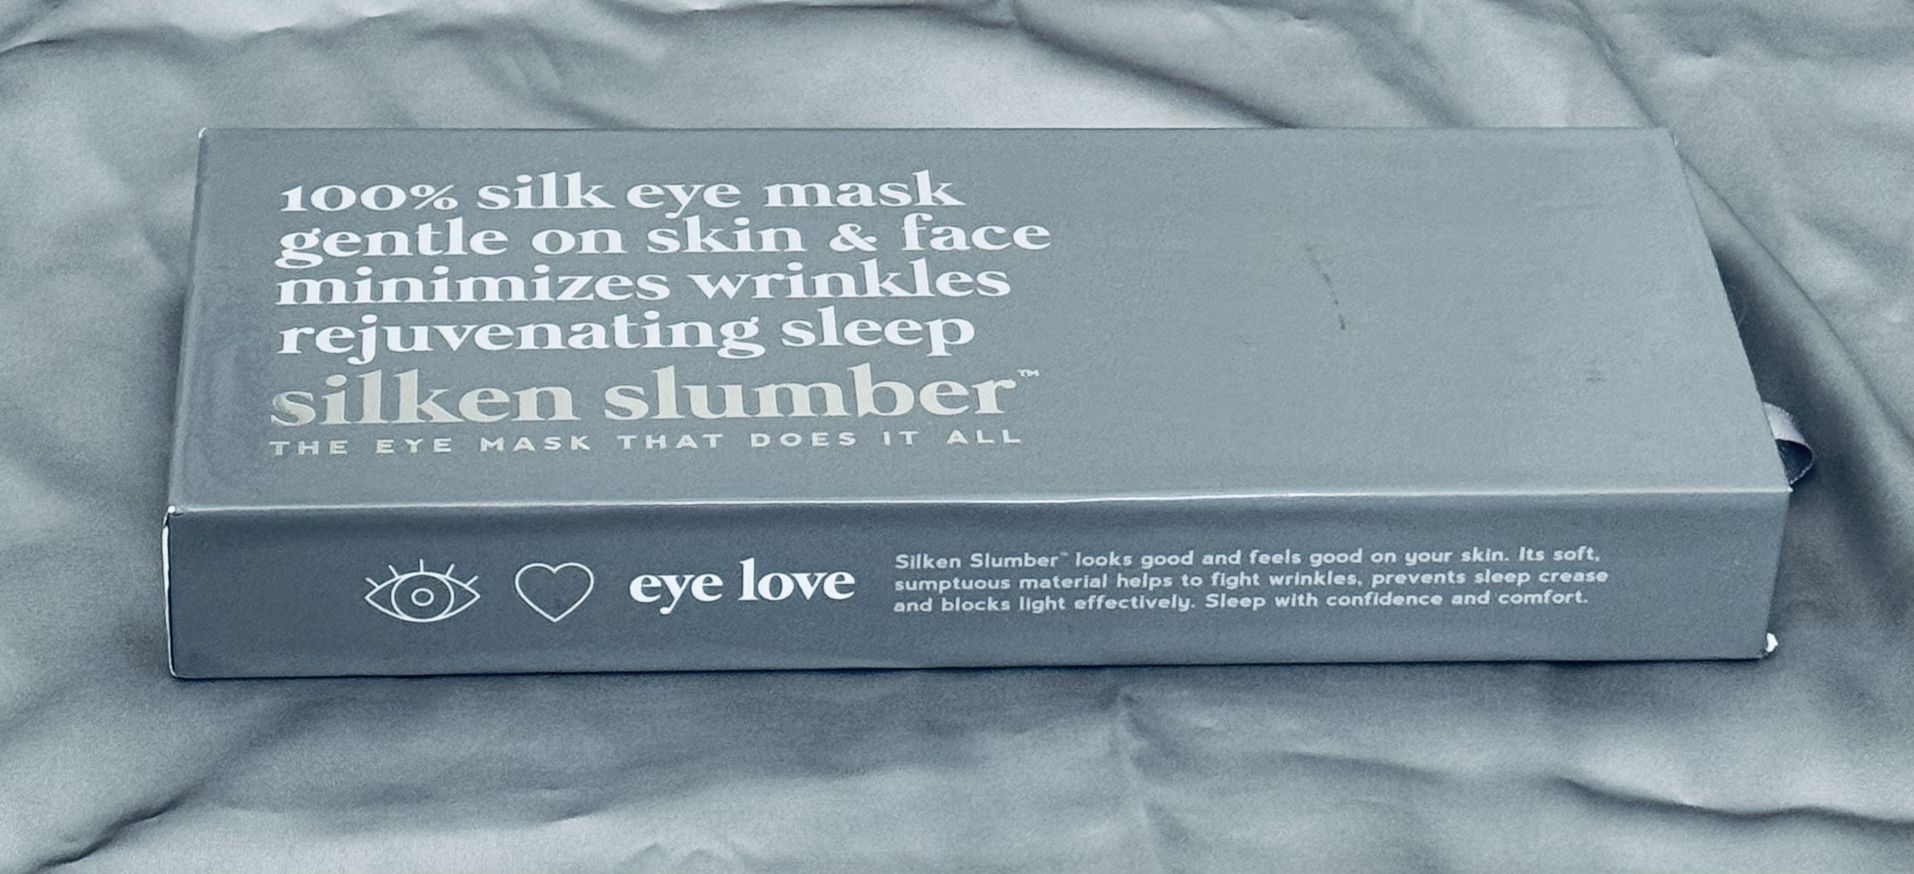 100% silk eye mask
gentle on skin & face
minimizes wrinkles
rejuvenating sleep
silken slumber™
THE EYE MASK THAT DOES IT ALL
eye love
Silken Slumber™ looks good and feels good on your skin. Its soft,
sumptuous material helps to fight wrinkles, prevents sleep crease
and blocks light effectively. Sleep with confidence and comfort.